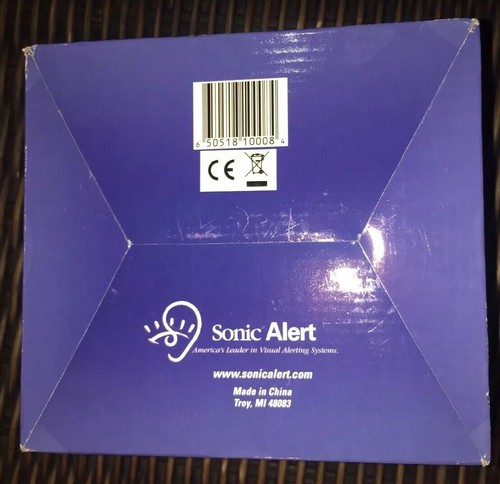 6 50518 10008 4
CE
Sonic Alert
America's Leader in Visual Alerting Systems.
www.sonicalert.com
Made in China
Troy, MI 48083